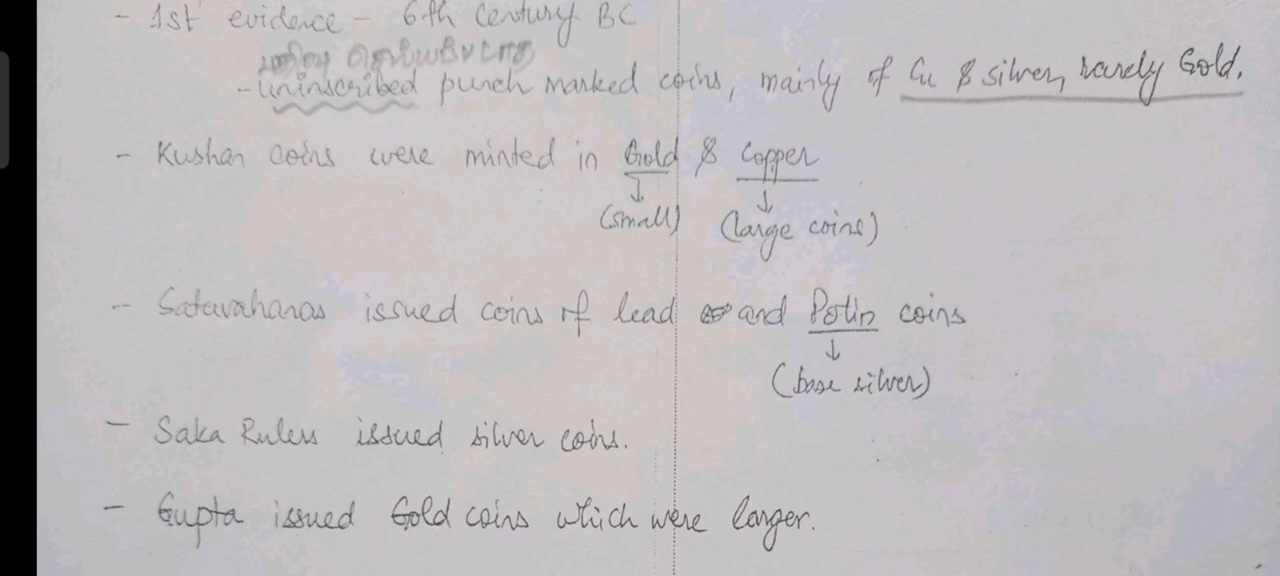 - 1st evidence - 6th Century BC
- uninscribed punch marked coins, mainly of Cu & silver, rarely Gold.
- Kushan coins were minted in Gold & Copper
↓ ↓
(small) (large coins)
- Satavahanas issued coins of lead and Potin coins
↓
(base silver)
- Saka Rulers issued silver coins.
- Gupta issued Gold coins which were larger.